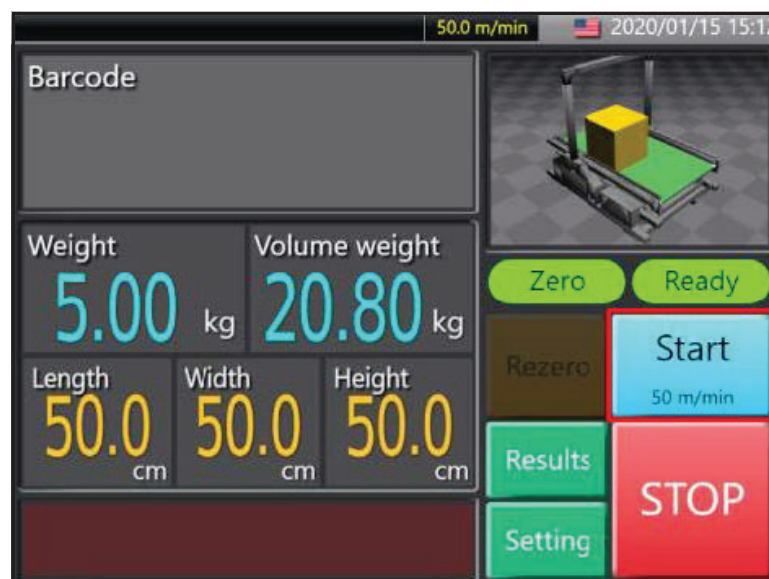 50.0 m/min 2020/01/15 15:12
Barcode
Weight
5.00 kg
Volume weight
20.80 kg
Length
50.0
cm
Width
50.0
cm
Height
50.0
cm
Zero
Ready
Rezero
Start
50 m/min
Results
STOP
Setting